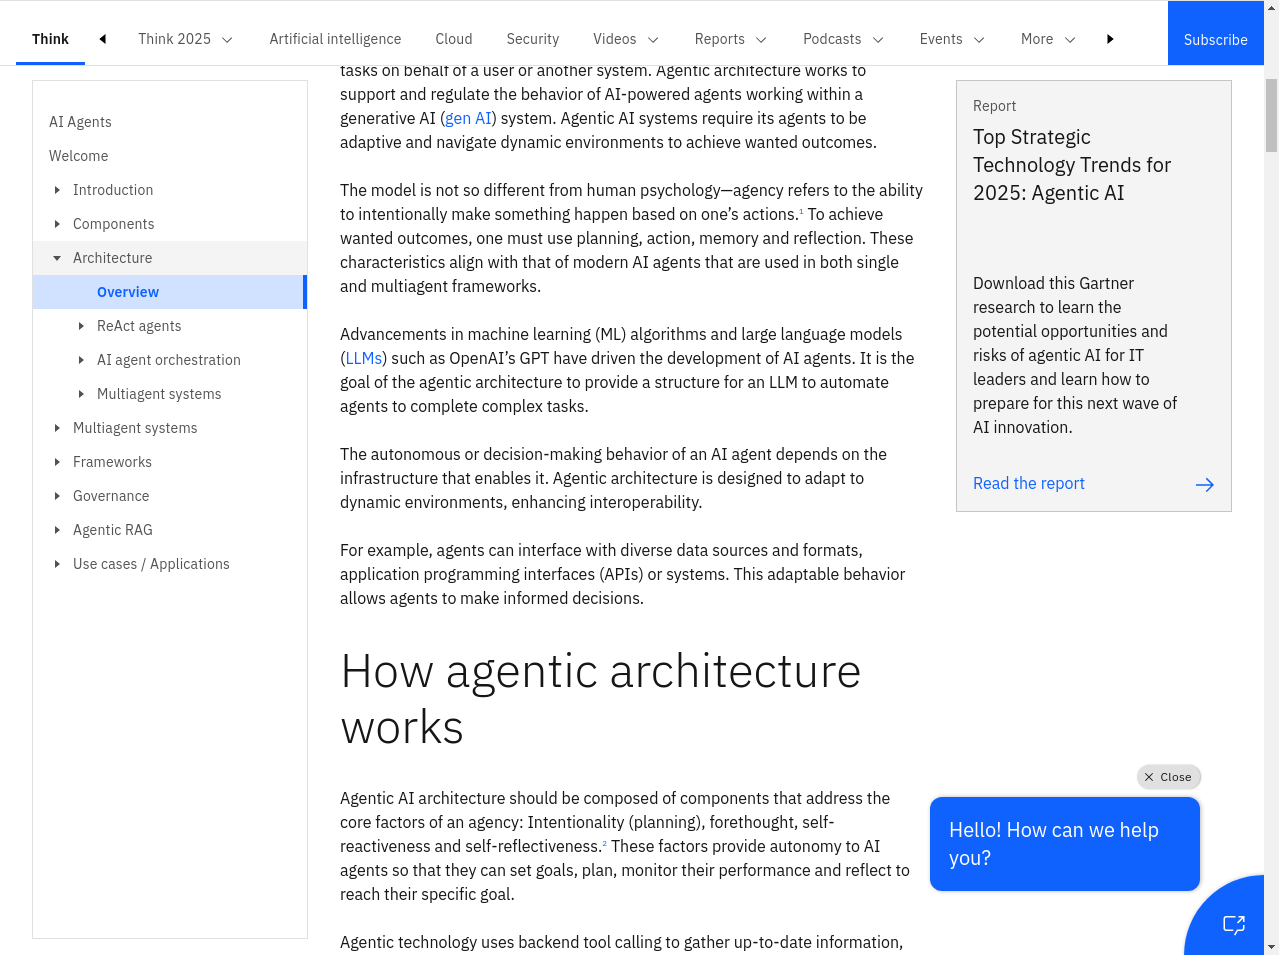 Think
Think 2025
Artificial intelligence
Cloud
Security
Videos
Reports
Podcasts
Events
More
Subscribe
AI Agents
Welcome
Introduction
Components
Architecture
Overview
ReAct agents
AI agent orchestration
Multiagent systems
Multiagent systems
Frameworks
Governance
Agentic RAG
Use cases / Applications
tasks on behalf of a user or another system. Agentic architecture works to
support and regulate the behavior of AI-powered agents working within a
generative AI (gen AI) system. Agentic AI systems require its agents to be
adaptive and navigate dynamic environments to achieve wanted outcomes.
The model is not so different from human psychology—agency refers to the ability
to intentionally make something happen based on one’s actions.¹ To achieve
wanted outcomes, one must use planning, action, memory and reflection. These
characteristics align with that of modern AI agents that are used in both single
and multiagent frameworks.
Advancements in machine learning (ML) algorithms and large language models
(LLMs) such as OpenAI’s GPT have driven the development of AI agents. It is the
goal of the agentic architecture to provide a structure for an LLM to automate
agents to complete complex tasks.
The autonomous or decision-making behavior of an AI agent depends on the
infrastructure that enables it. Agentic architecture is designed to adapt to
dynamic environments, enhancing interoperability.
For example, agents can interface with diverse data sources and formats,
application programming interfaces (APIs) or systems. This adaptable behavior
allows agents to make informed decisions.
How agentic architecture
works
Agentic AI architecture should be composed of components that address the
core factors of an agency: Intentionality (planning), forethought, self-
reactiveness and self-reflectiveness.² These factors provide autonomy to AI
agents so that they can set goals, plan, monitor their performance and reflect to
reach their specific goal.
Agentic technology uses backend tool calling to gather up-to-date information,
Report
Top Strategic
Technology Trends for
2025: Agentic AI
Download this Gartner
research to learn the
potential opportunities and
risks of agentic AI for IT
leaders and learn how to
prepare for this next wave of
AI innovation.
Read the report
Close
Hello! How can we help
you?